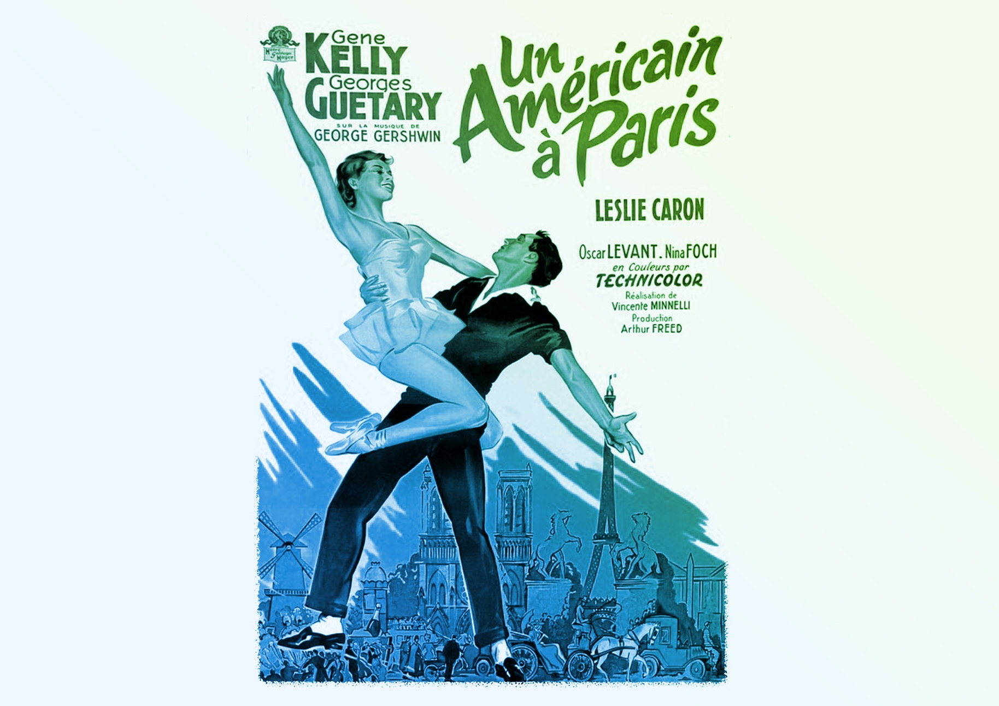 Metro
Goldwyn
Mayer
Gene
KELLY
Georges
GUETARY
SUR LA MUSIQUE DE
GEORGE GERSHWIN
Un
Américain
à Paris
LESLIE CARON
Oscar LEVANT. Nina FOCH
en Couleurs par
TECHNICOLOR
Réalisation de
Vincente MINNELLI
Production
Arthur FREED